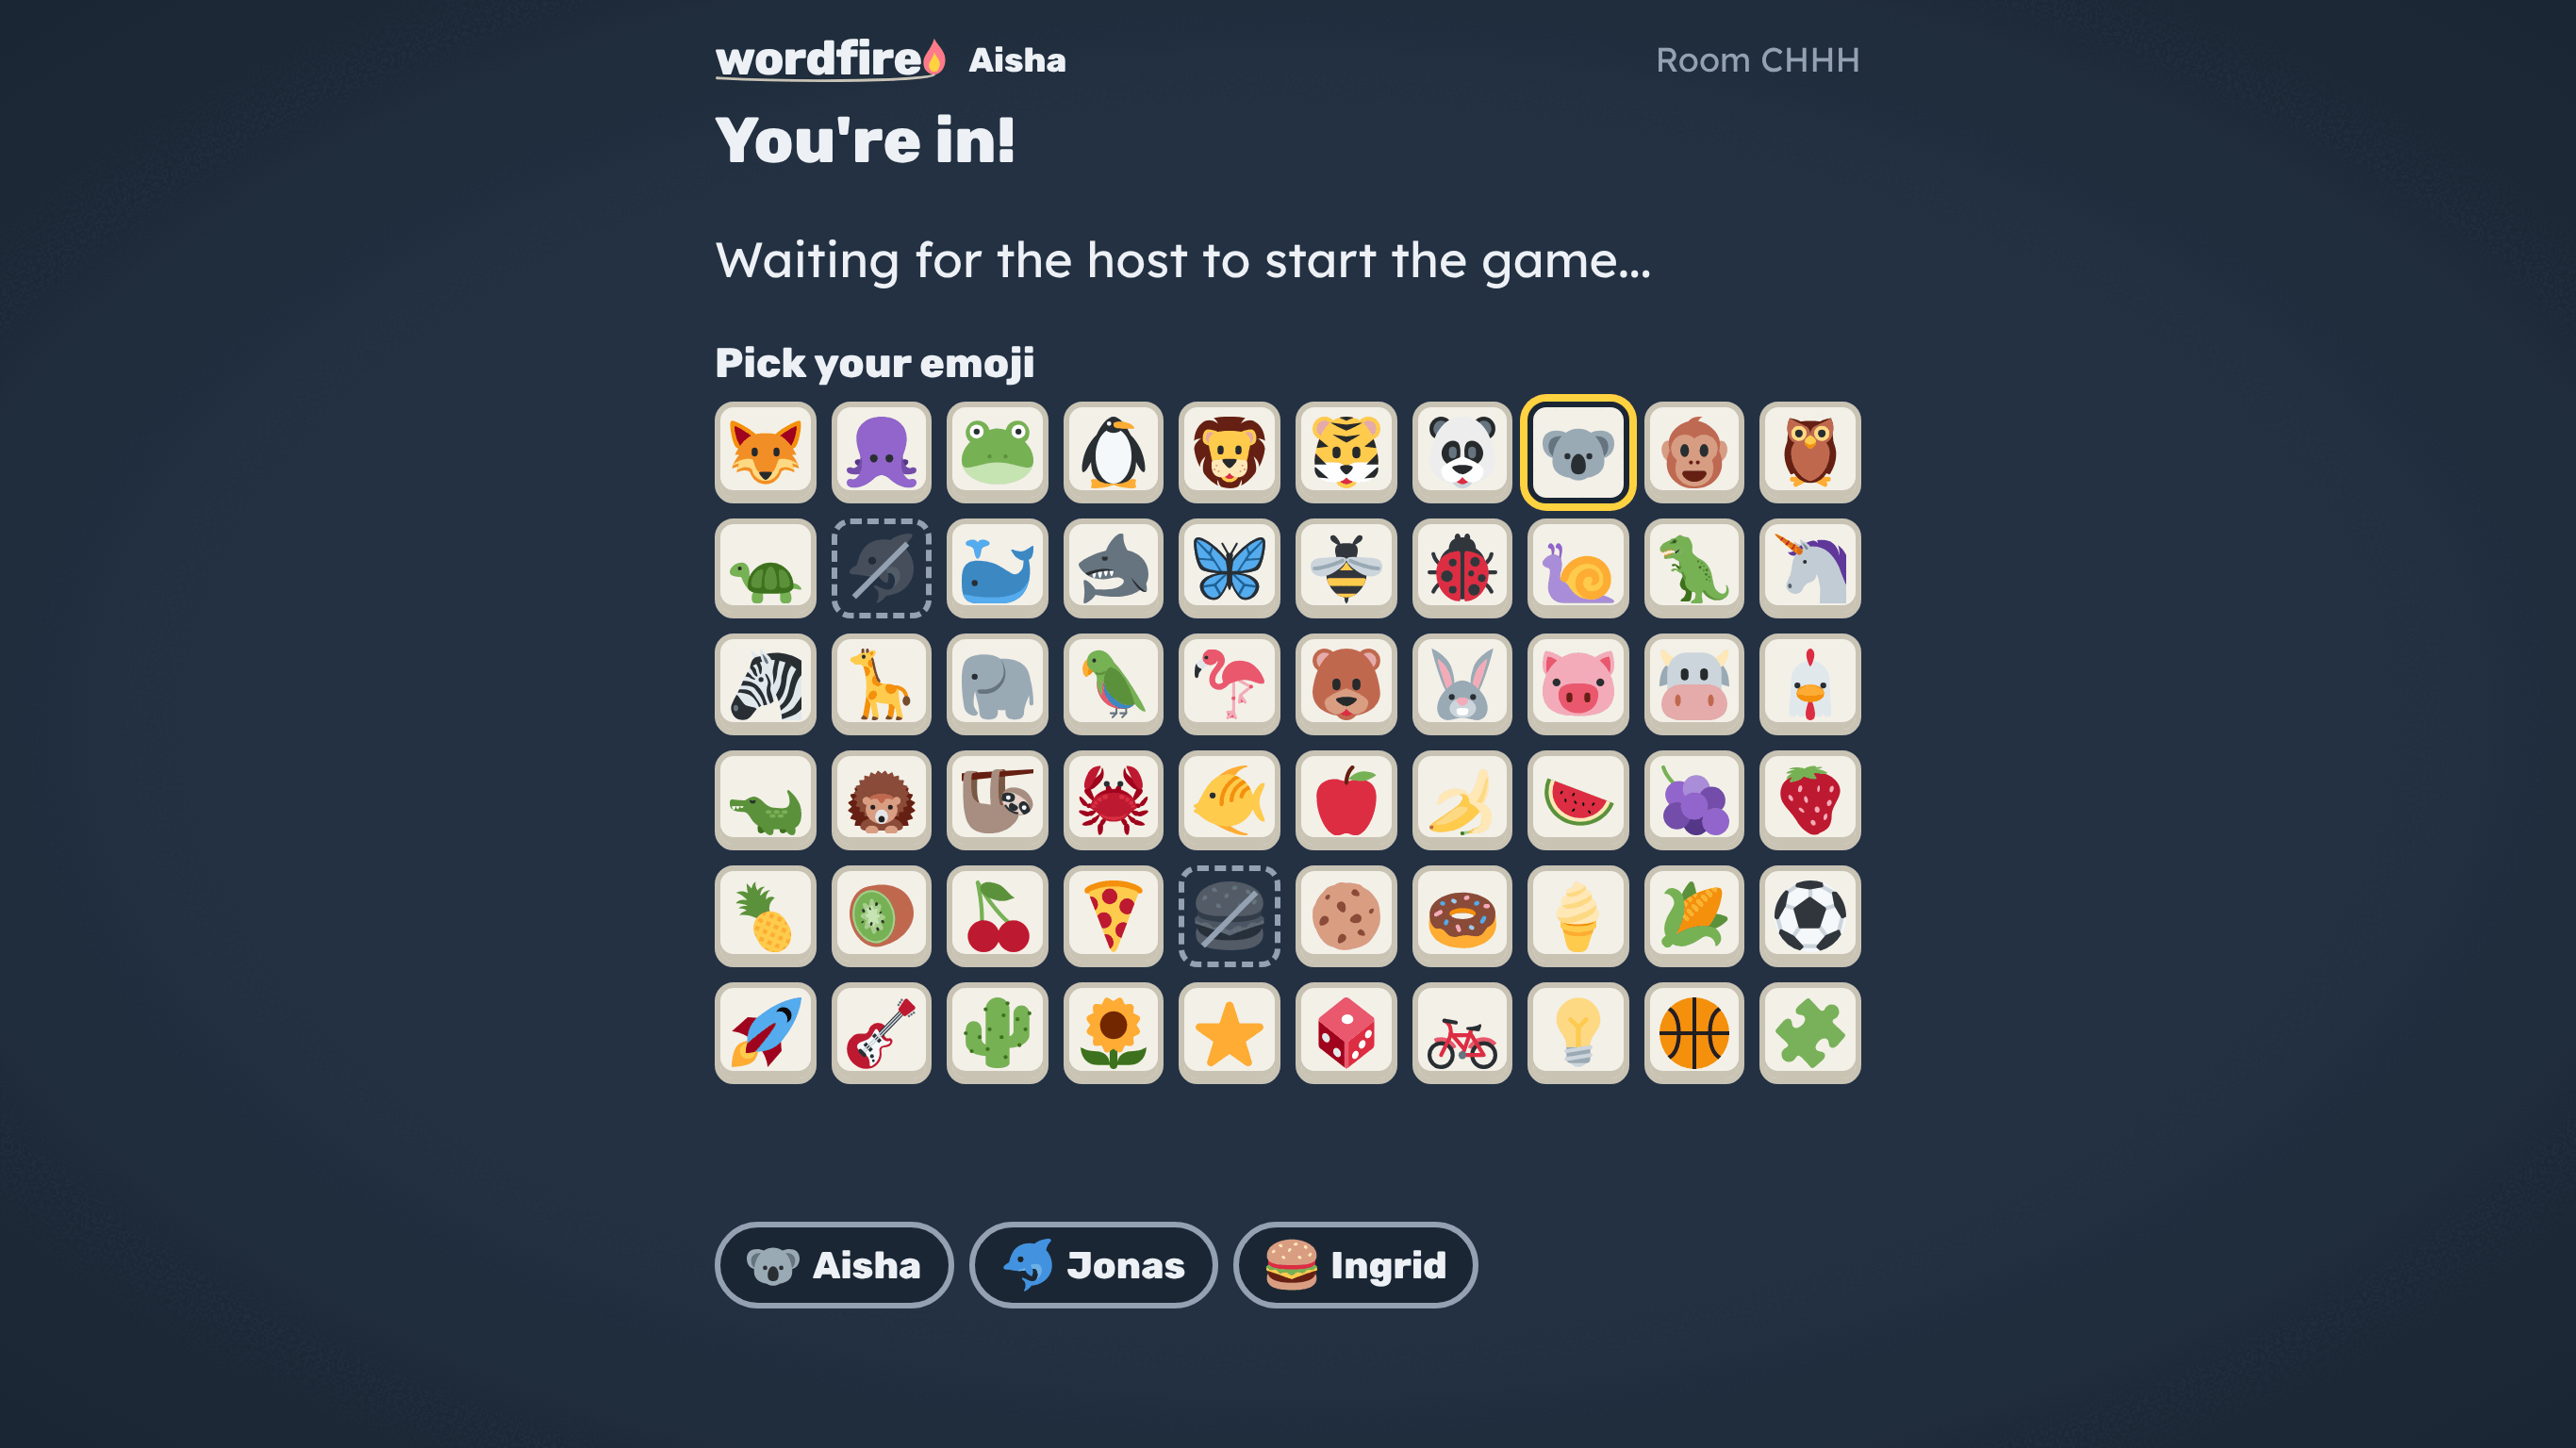 wordfire Aisha
Room CHHH
You're in!
Waiting for the host to start the game...
Pick your emoji
Aisha
Jonas
Ingrid